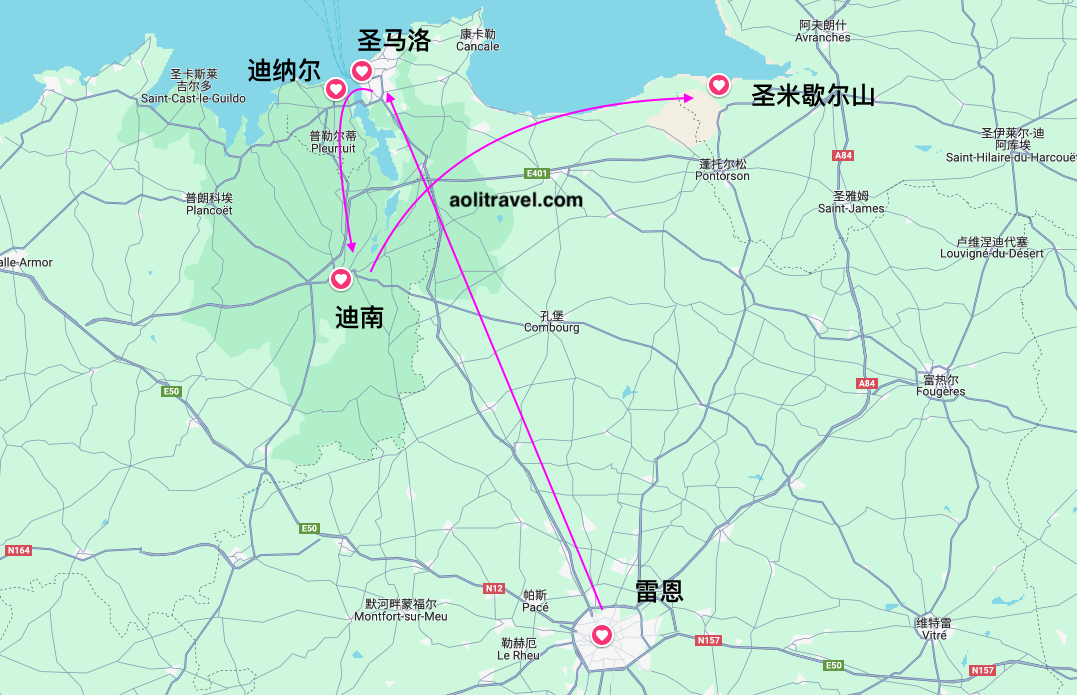 圣马洛
康卡勒
Cancale
阿夫朗什
Avranches
迪纳尔
圣卡斯莱
吉尔多
Saint-Cast-le-Guildo
圣米歇尔山
普勒尔蒂
Pleurtuit
圣伊莱尔-迪
阿库埃
Saint-Hilaire-du-Harcouët
A84
蓬托尔松
Pontorson
E401
普朗科埃
Plancoët
aolitravel.com
圣雅姆
Saint-James
卢维涅迪代塞
Louvigné-du-Désert
alle-Armor
迪南
孔堡
Combourg
E50
A84
富热尔
Fougères
E50
N164
N12
帕斯
Pacé
雷恩
默河畔蒙福尔
Montfort-sur-Meu
维特雷
Vitré
勒赫厄
Le Rheu
N157
E50
N157